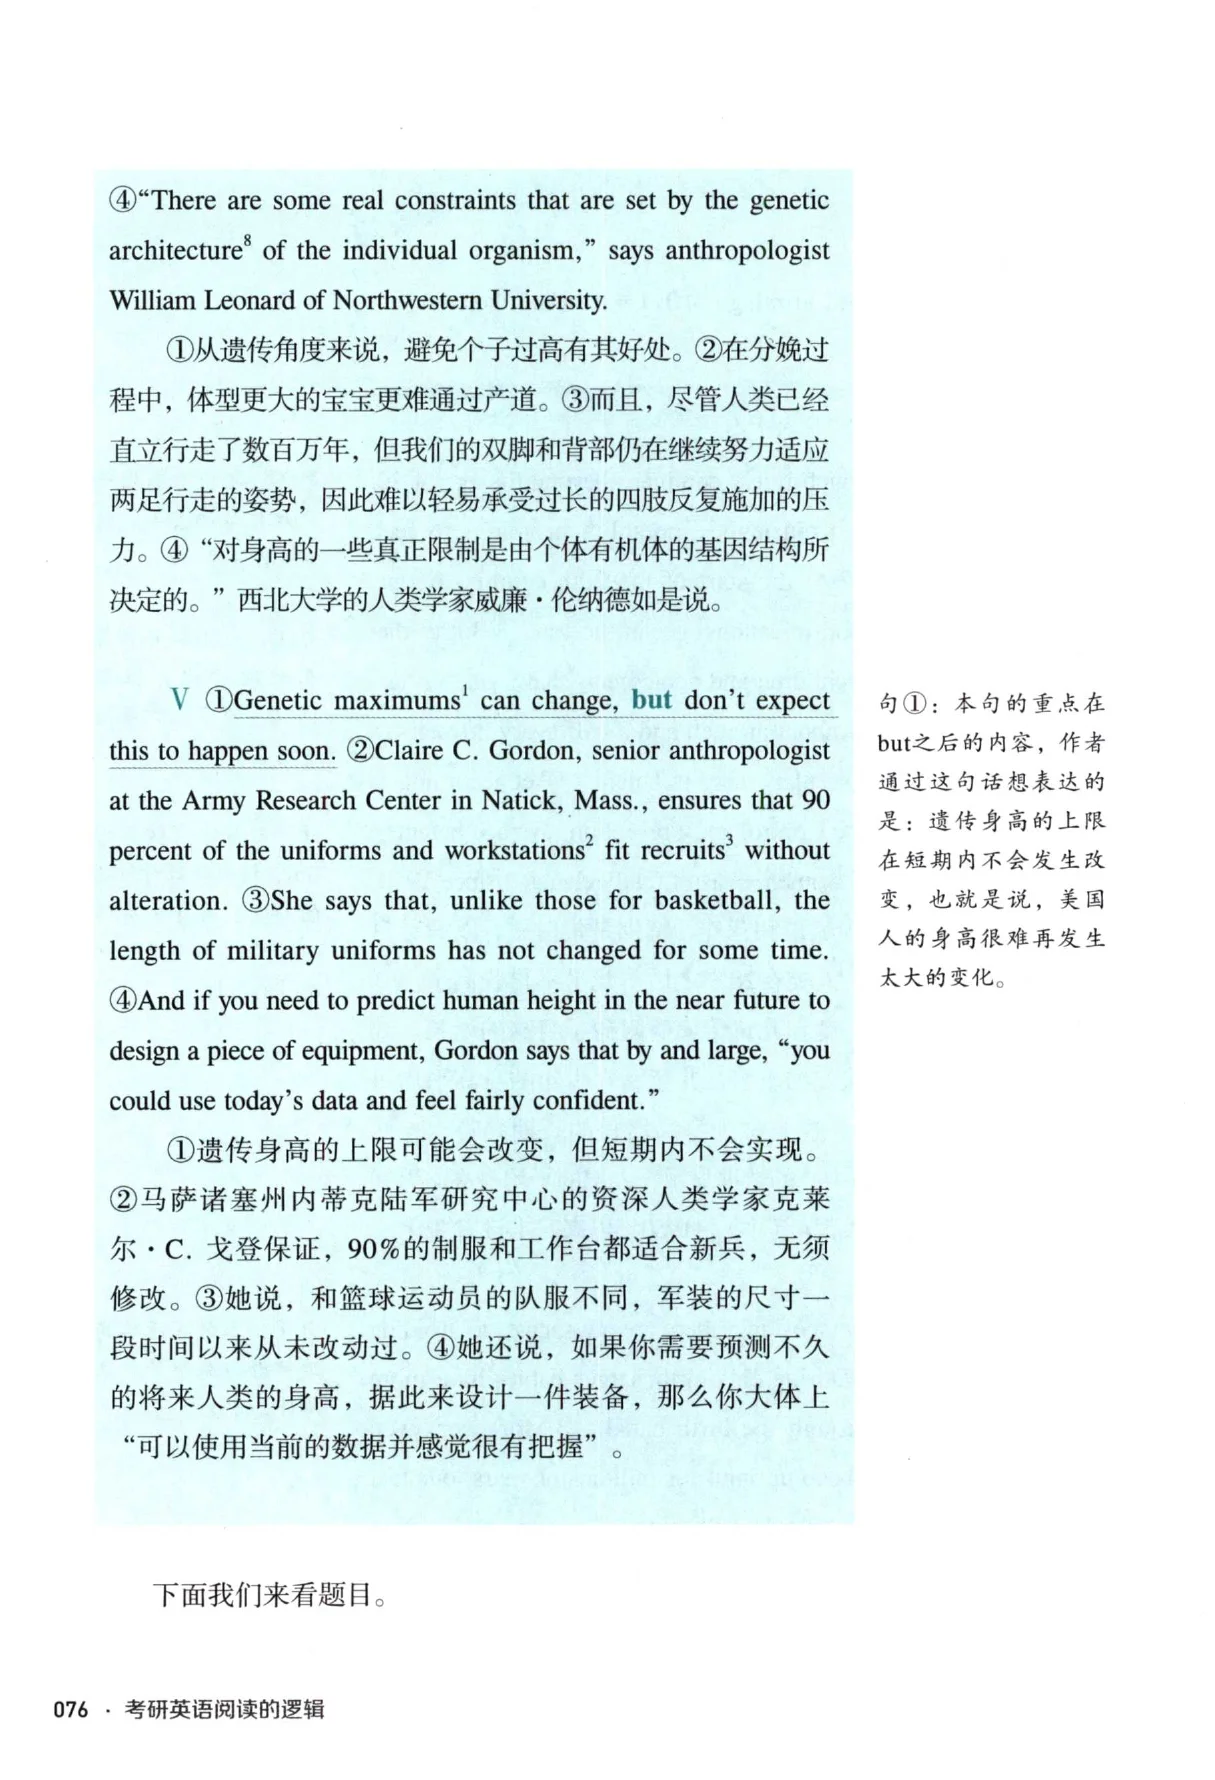 ④“There are some real constraints that are set by the genetic
architecture⁸ of the individual organism,” says anthropologist
William Leonard of Northwestern University.
①从遗传角度来说，避免个子过高有其好处。②在分娩过
程中，体型更大的宝宝更难通过产道。③而且，尽管人类已经
直立行走了数百万年，但我们的双脚和背部仍在继续努力适应
两足行走的姿势，因此难以轻易承受过长的四肢反复施加的压
力。④“对身高的一些真正限制是由个体有机体的基因结构所
决定的。”西北大学的人类学家威廉·伦纳德如是说。
V ①Genetic maximums¹ can change, but don’t expect
this to happen soon. ②Claire C. Gordon, senior anthropologist
at the Army Research Center in Natick, Mass., ensures that 90
percent of the uniforms and workstations² fit recruits³ without
alteration. ③She says that, unlike those for basketball, the
length of military uniforms has not changed for some time.
④And if you need to predict human height in the near future to
design a piece of equipment, Gordon says that by and large, “you
could use today’s data and feel fairly confident.”
①遗传身高的上限可能会改变，但短期内不会实现。
②马萨诸塞州内蒂克陆军研究中心的资深人类学家克莱
尔·C. 戈登保证，90%的制服和工作台都适合新兵，无须
修改。③她说，和篮球运动员的队服不同，军装的尺寸一
段时间以来从未改动过。④她还说，如果你需要预测不久
的将来人类的身高，据此来设计一件装备，那么你大体上
“可以使用当前的数据并感觉很有把握”。
句①：本句的重点在
but之后的内容，作者
通过这句话想表达的
是：遗传身高的上限
在短期内不会发生改
变，也就是说，美国
人的身高很难再发生
太大的变化。
下面我们来看题目。
076 · 考研英语阅读的逻辑